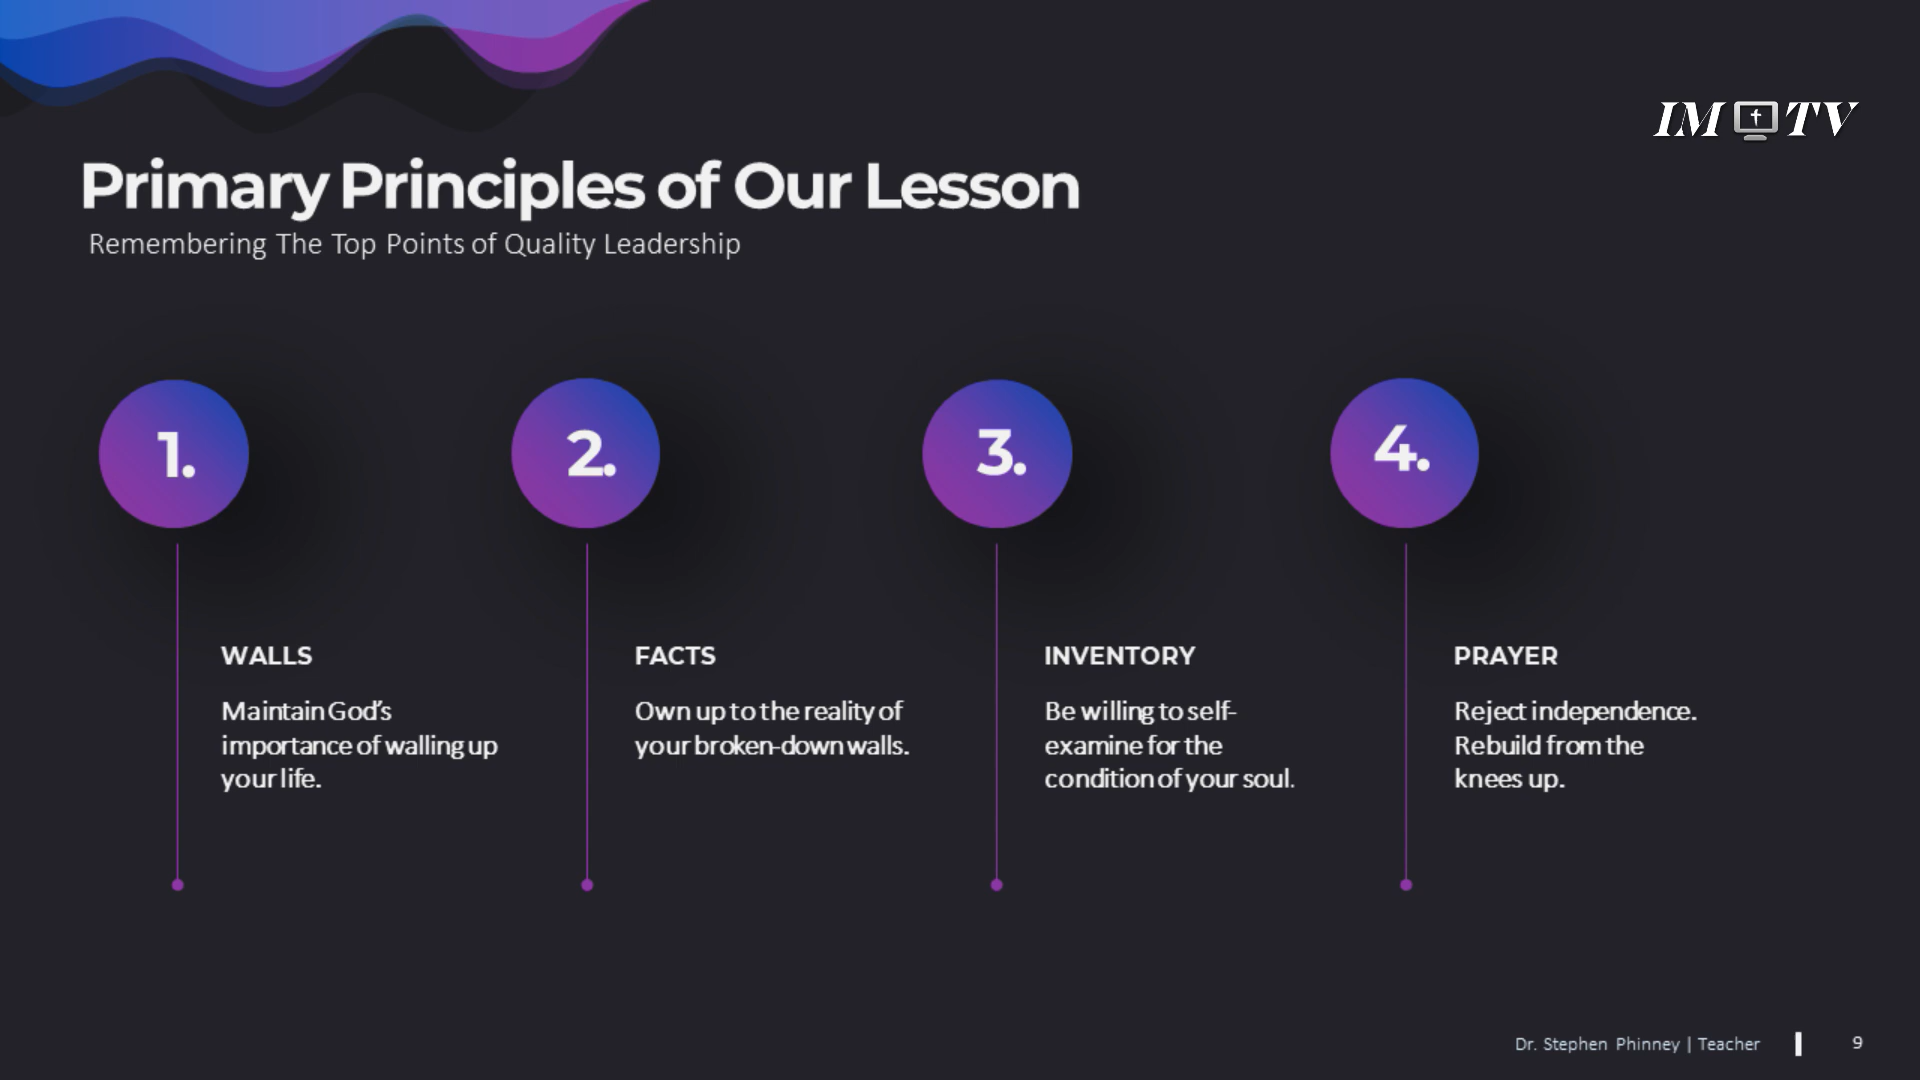 IM TV
Primary Principles of Our Lesson
Remembering The Top Points of Quality Leadership
1.
2.
3.
4.
WALLS
Maintain God's
importance of walling up
your life.
FACTS
Own up to the reality of
your broken-down walls.
INVENTORY
Be willing to self-
examine for the
condition of your soul.
PRAYER
Reject independence.
Rebuild from the
knees up.
Dr. Stephen Phinney | Teacher
9